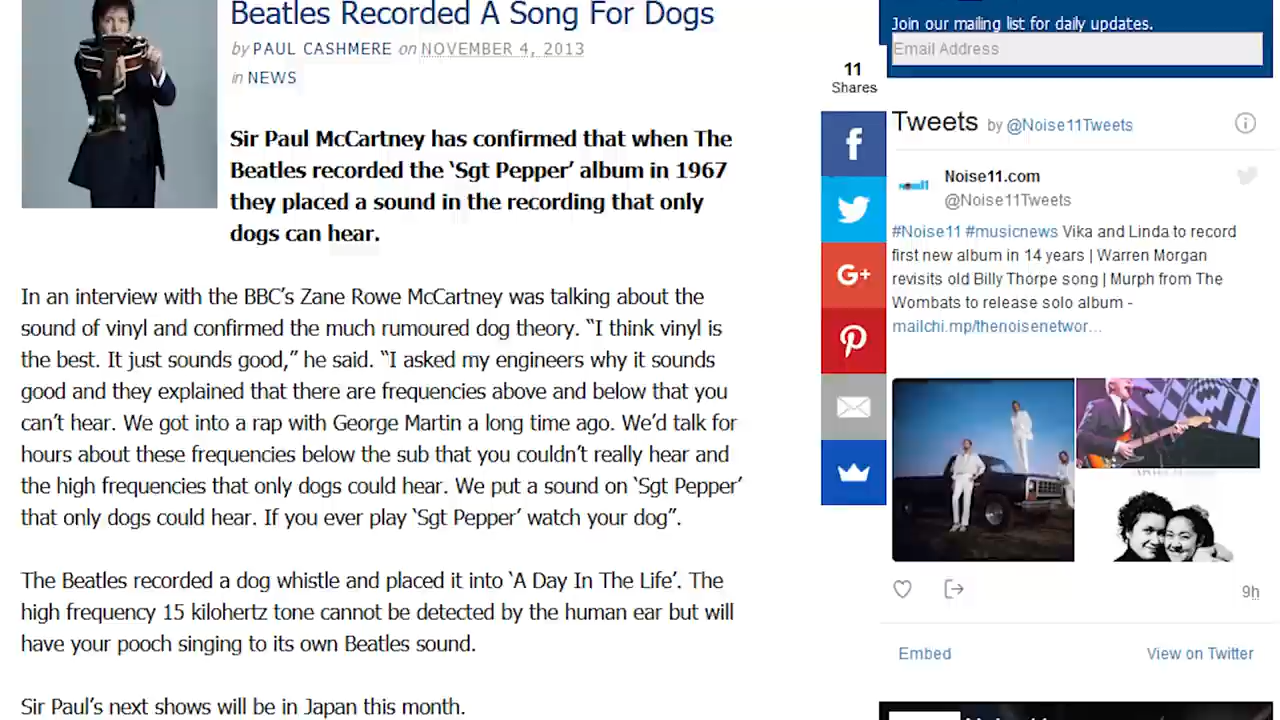 Beatles Recorded A Song For Dogs
by PAUL CASHMERE on NOVEMBER 4, 2013
in NEWS
Sir Paul McCartney has confirmed that when The
Beatles recorded the ‘Sgt Pepper’ album in 1967
they placed a sound in the recording that only
dogs can hear.
In an interview with the BBC’s Zane Rowe McCartney was talking about the
sound of vinyl and confirmed the much rumoured dog theory. “I think vinyl is
the best. It just sounds good,” he said. “I asked my engineers why it sounds
good and they explained that there are frequencies above and below that you
can’t hear. We got into a rap with George Martin a long time ago. We’d talk for
hours about these frequencies below the sub that you couldn’t really hear and
the high frequencies that only dogs could hear. We put a sound on ‘Sgt Pepper’
that only dogs could hear. If you ever play ‘Sgt Pepper’ watch your dog”.
The Beatles recorded a dog whistle and placed it into ‘A Day In The Life’. The
high frequency 15 kilohertz tone cannot be detected by the human ear but will
have your pooch singing to its own Beatles sound.
Sir Paul’s next shows will be in Japan this month.
11
Shares
f
G+
Join our mailing list for daily updates.
Email Address
Tweets by @Noise11Tweets
Noise11.com
@Noise11Tweets
#Noise11 #musicnews Vika and Linda to record
first new album in 14 years | Warren Morgan
revisits old Billy Thorpe song | Murph from The
Wombats to release solo album -
mailchi.mp/thenoisenetwor…
9h
Embed
View on Twitter